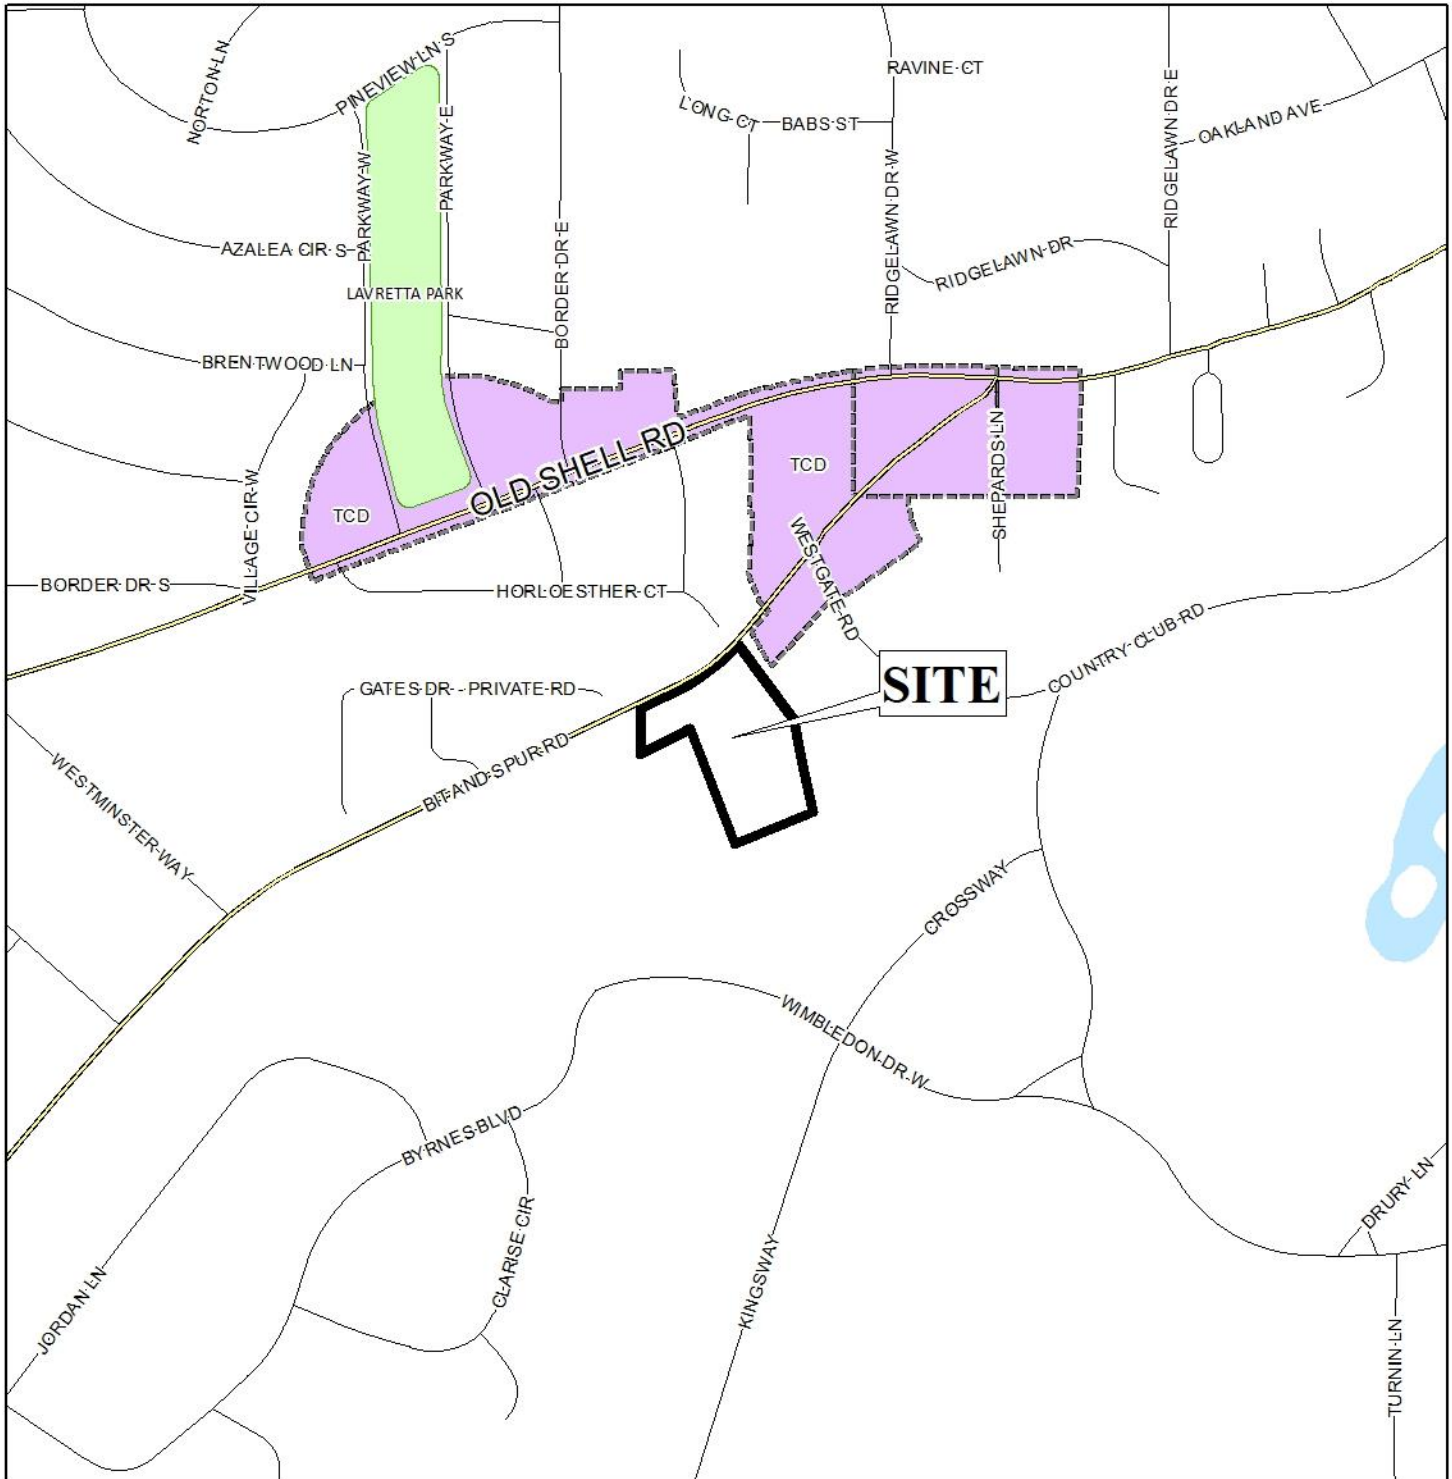 NORTON LN
PINEVIEW LN S
PARKWAY W
PARKWAY E
RAVINE CT
LONG CT
BABS ST
RIDGELAWN DR W
RIDGELAWN DR E
OAKLAND AVE
AZALEA CIR S
BORDER DR E
RIDGELAWN DR
LAVRETTA PARK
BRENTWOOD LN
OLD SHELL RD
TCD
TCD
SHEPARDS LN
VILLAGE CIR W
WESTGATE RD
BORDER DR S
HORLOESTHER CT
COUNTRY CLUB RD
SITE
GATES DR - PRIVATE RD
BIT AND SPUR RD
WESTMINSTER WAY
CROSSWAY
WIMBLEDON DR W
BYRNES BLVD
CLARISE CIR
DRURY LN
JORDAN LN
KINGSWAY
TURNIN LN